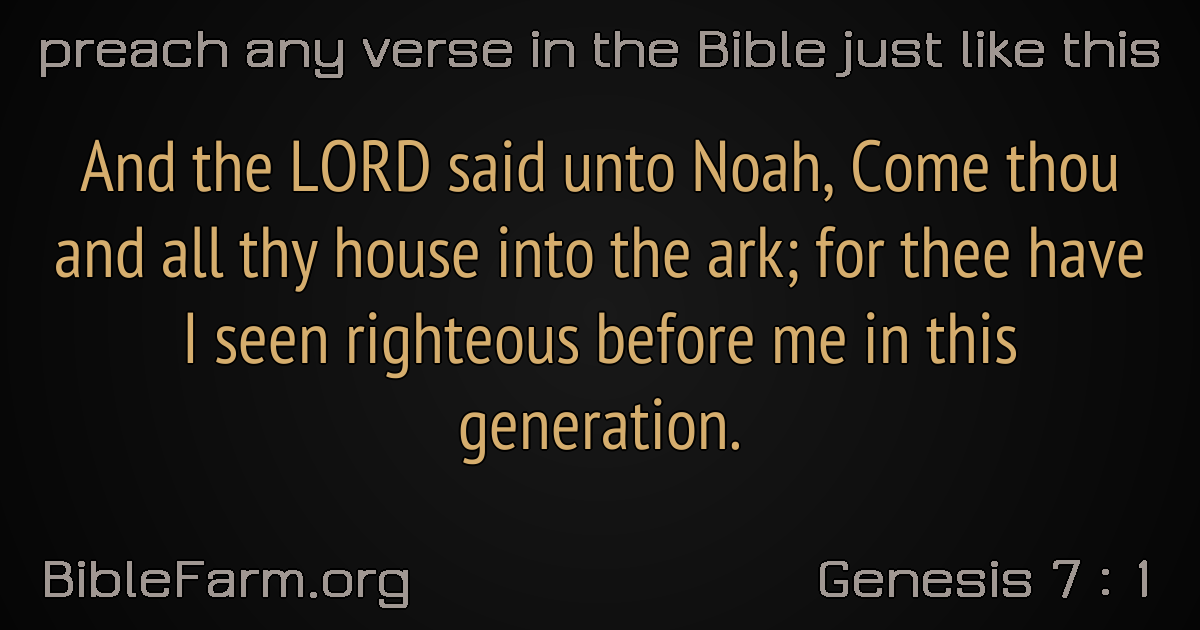 preach any verse in the Bible just like this
And the LORD said unto Noah, Come thou
and all thy house into the ark; for thee have
I seen righteous before me in this
generation.
BibleFarm.org
Genesis 7 : 1